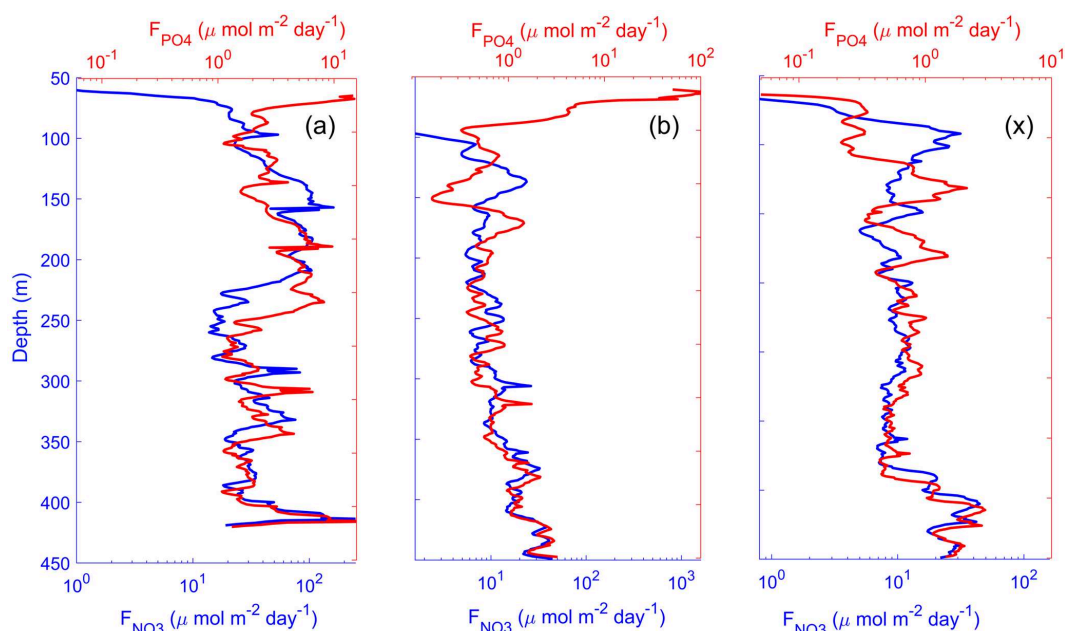 F_PO4 (μ mol m^-2 day^-1)
F_PO4 (μ mol m^-2 day^-1)
F_PO4 (μ mol m^-2 day^-1)
10^-1 10^0 10^1
10^0 10^2
10^-1 10^0 10^1
(a)
(b)
(x)
Depth (m)
50
100
150
200
250
300
350
400
450
10^0 10^1 10^2
10^1 10^2 10^3
10^0 10^1 10^2
F_NO3 (μ mol m^-2 day^-1)
F_NO3 (μ mol m^-2 day^-1)
F_NO3 (μ mol m^-2 day^-1)